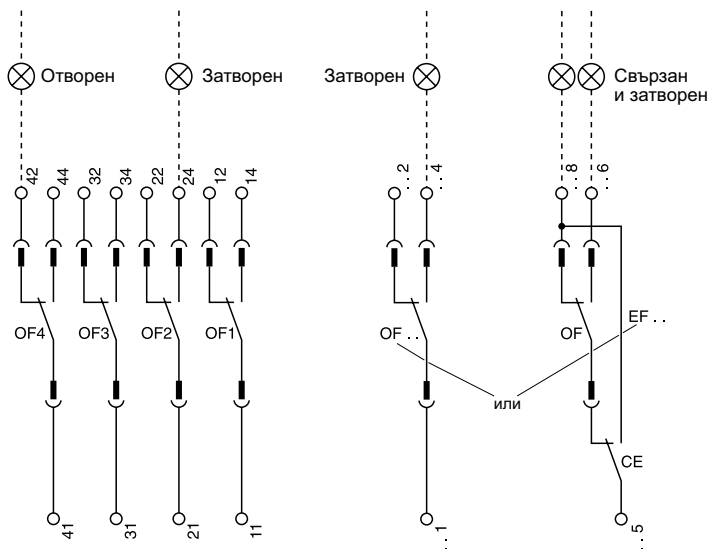 Отворен
Затворен
Затворен
Свързан
и затворен
42
44
32
34
22
24
12
14
. . 2
. . 4
. . 8
. . 6
OF4
OF3
OF2
OF1
OF . .
OF
EF . .
или
CE
41
31
21
11
. . 1
. . 5